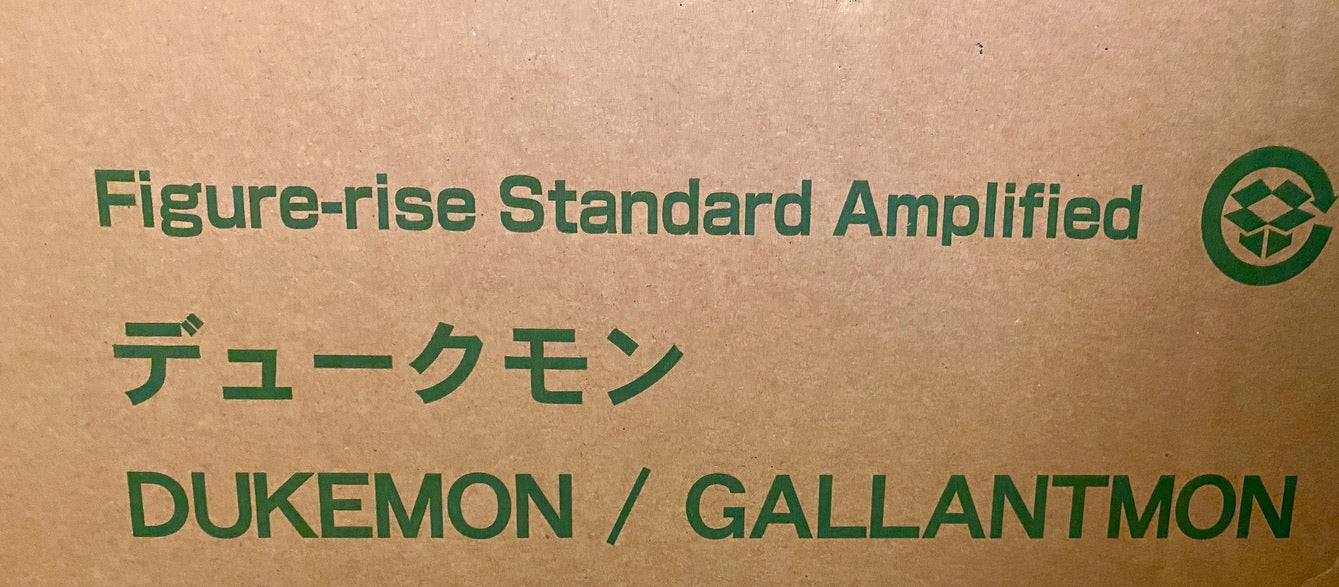 Figure-rise Standard Amplified
デュークモン
DUKEMON / GALLANTMON